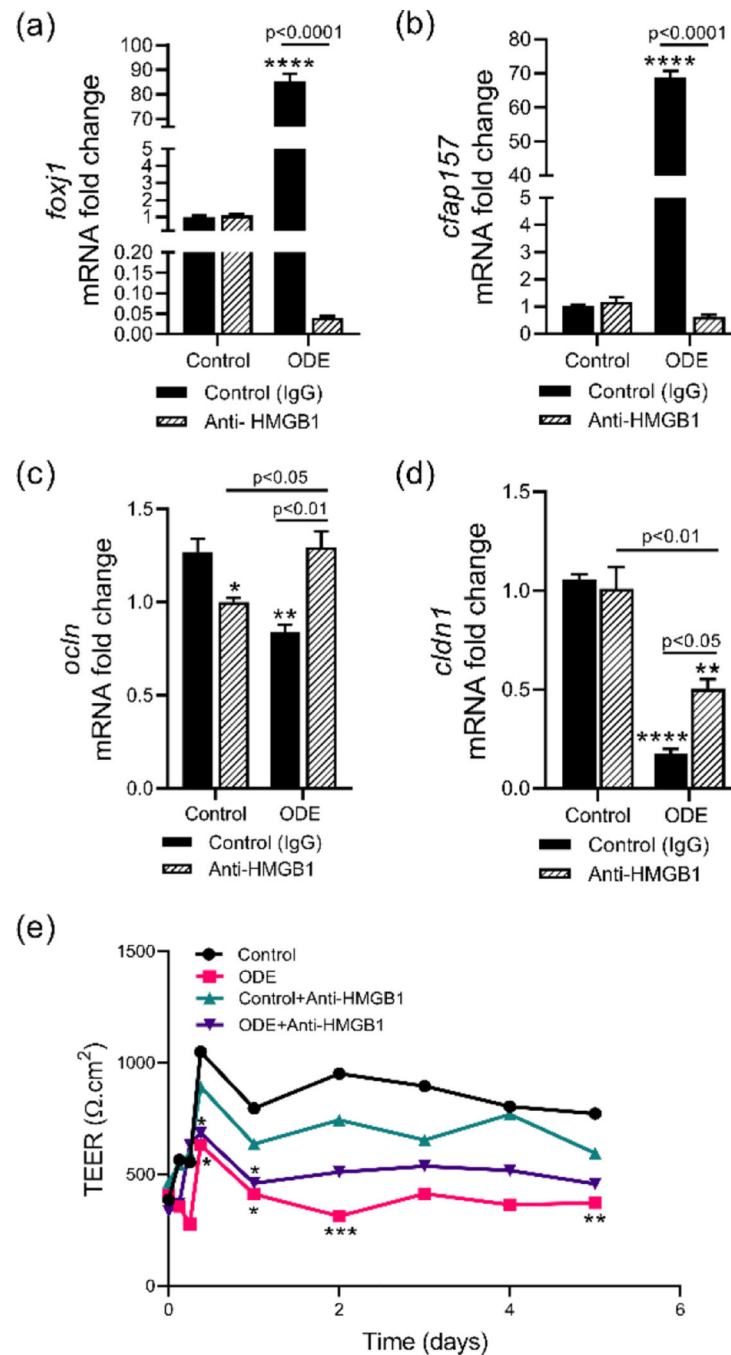 (a)
p<0.0001
****
100
90
80
70
5
4
3
2
1
0.20
0.15
0.10
0.05
0.00
foxj1
mRNA fold change
Control
ODE
Control (IgG)
Anti- HMGB1
(b)
p<0.0001
****
80
70
60
50
40
5
4
3
2
1
0
cfap157
mRNA fold change
Control
ODE
Control (IgG)
Anti-HMGB1
(c)
p<0.05
p<0.01
*
**
1.5
1.0
0.5
0.0
ocln
mRNA fold change
Control
ODE
Control (IgG)
Anti-HMGB1
(d)
p<0.01
p<0.05
**
****
1.5
1.0
0.5
0.0
cldn1
mRNA fold change
Control
ODE
Control (IgG)
Anti-HMGB1
(e)
1500
1000
500
0
TEER (Ω.cm²)
Control
ODE
Control+Anti-HMGB1
ODE+Anti-HMGB1
*
*
*
*
***
**
0
2
4
6
Time (days)